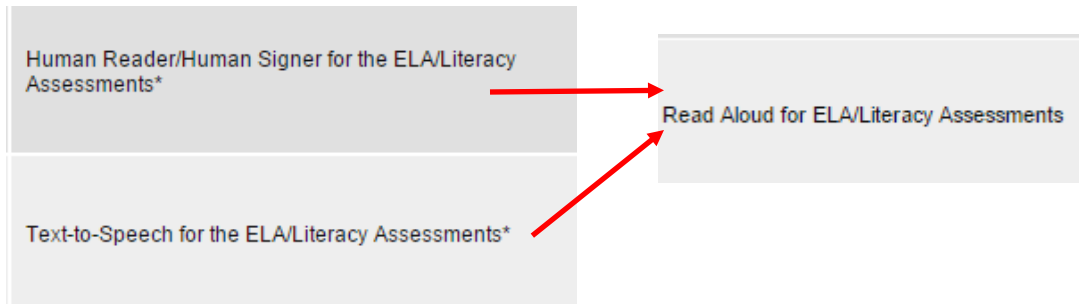 Human Reader/Human Signer for the ELA/Literacy
Assessments*
Read Aloud for ELA/Literacy Assessments
Text-to-Speech for the ELA/Literacy Assessments*